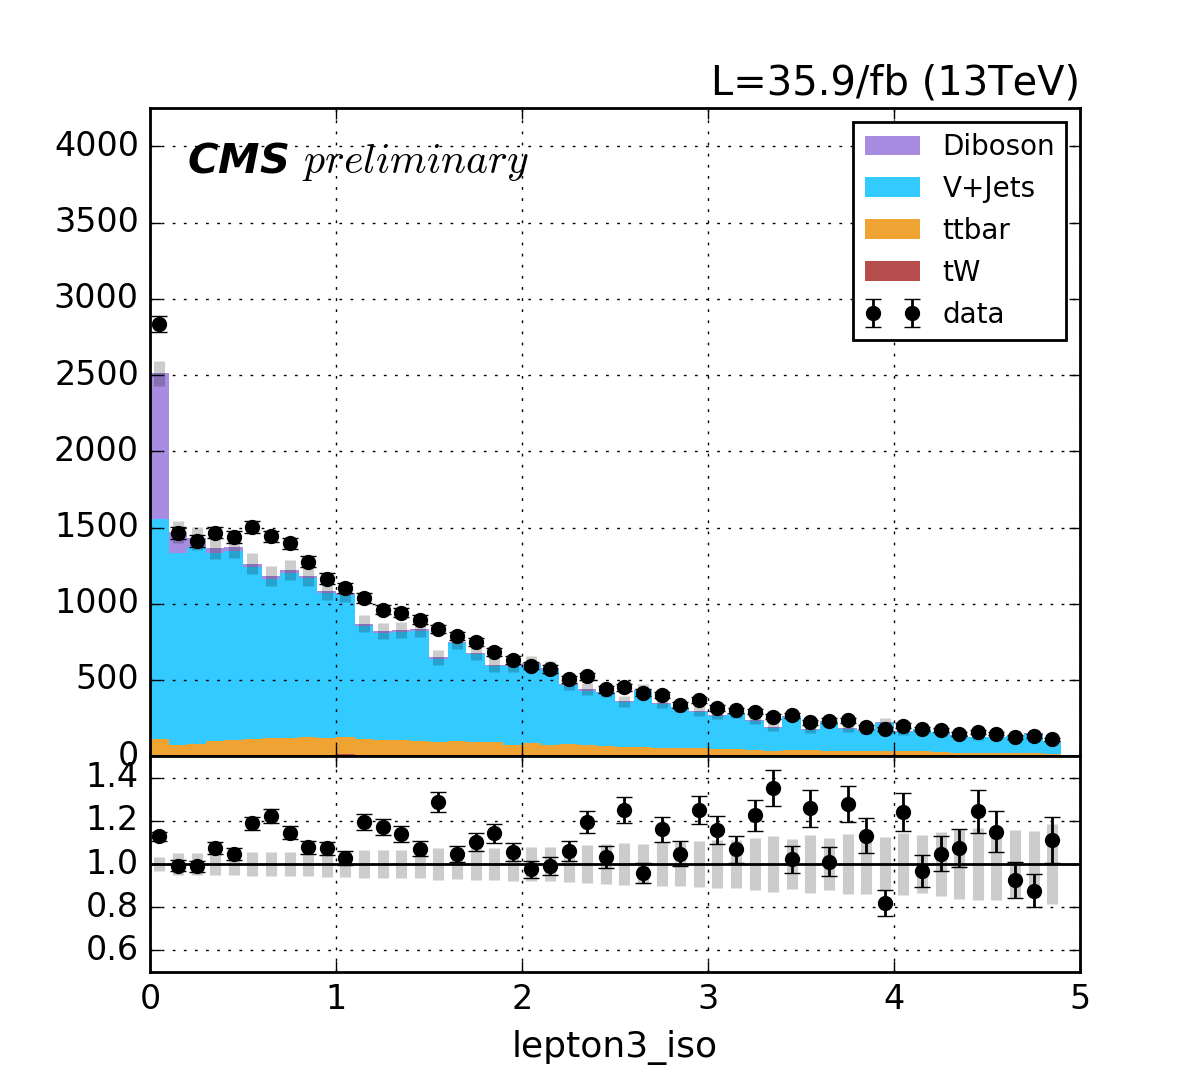 L=35.9/fb (13TeV)
CMS preliminary
Diboson
V+Jets
ttbar
tW
data
4000
3500
3000
2500
2000
1500
1000
500
0
1.4
1.2
1.0
0.8
0.6
0 1 2 3 4 5
lepton3_iso